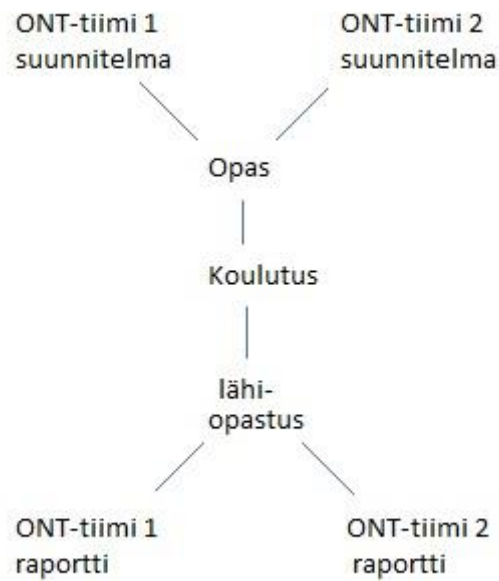 ONT-tiimi 1
suunnitelma
ONT-tiimi 2
suunnitelma
Opas
Koulutus
lähi-
opastus
ONT-tiimi 1
raportti
ONT-tiimi 2
raportti